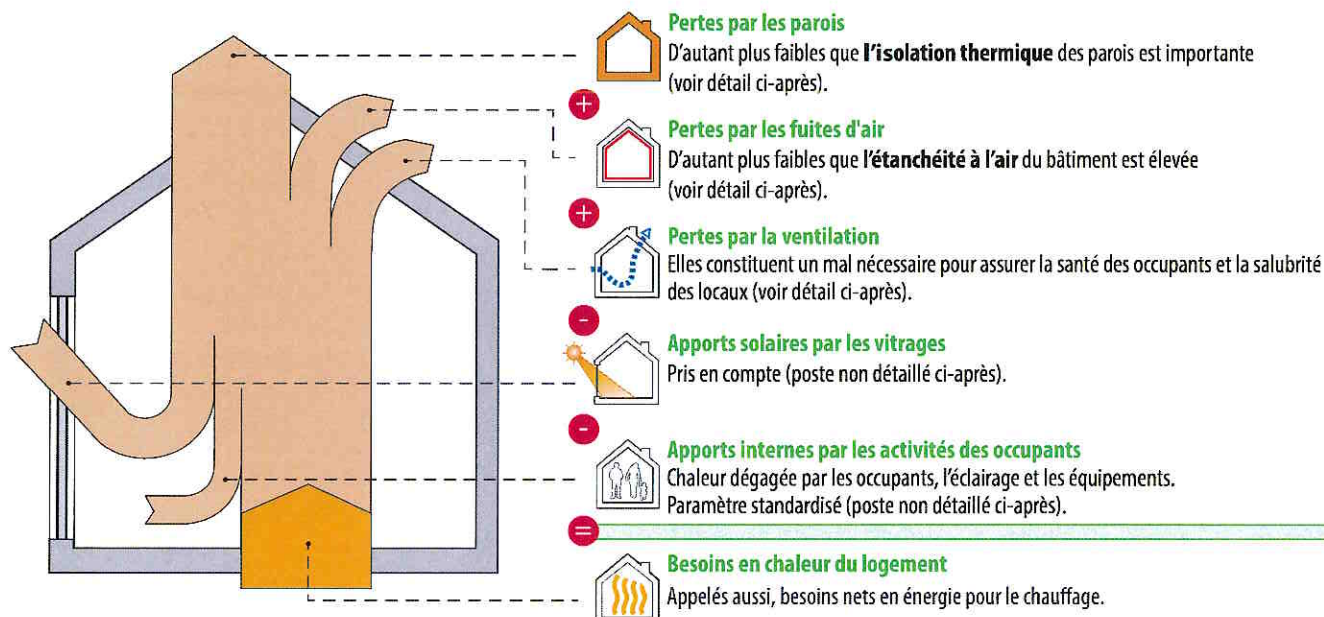 Pertes par les parois
D'autant plus faibles que l'isolation thermique des parois est importante
(voir détail ci-après).
+
Pertes par les fuites d'air
D'autant plus faibles que l'étanchéité à l'air du bâtiment est élevée
(voir détail ci-après).
+
Pertes par la ventilation
Elles constituent un mal nécessaire pour assurer la santé des occupants et la salubrité
des locaux (voir détail ci-après).
-
Apports solaires par les vitrages
Pris en compte (poste non détaillé ci-après).
-
Apports internes par les activités des occupants
Chaleur dégagée par les occupants, l'éclairage et les équipements.
Paramètre standardisé (poste non détaillé ci-après).
=
Besoins en chaleur du logement
Appelés aussi, besoins nets en énergie pour le chauffage.